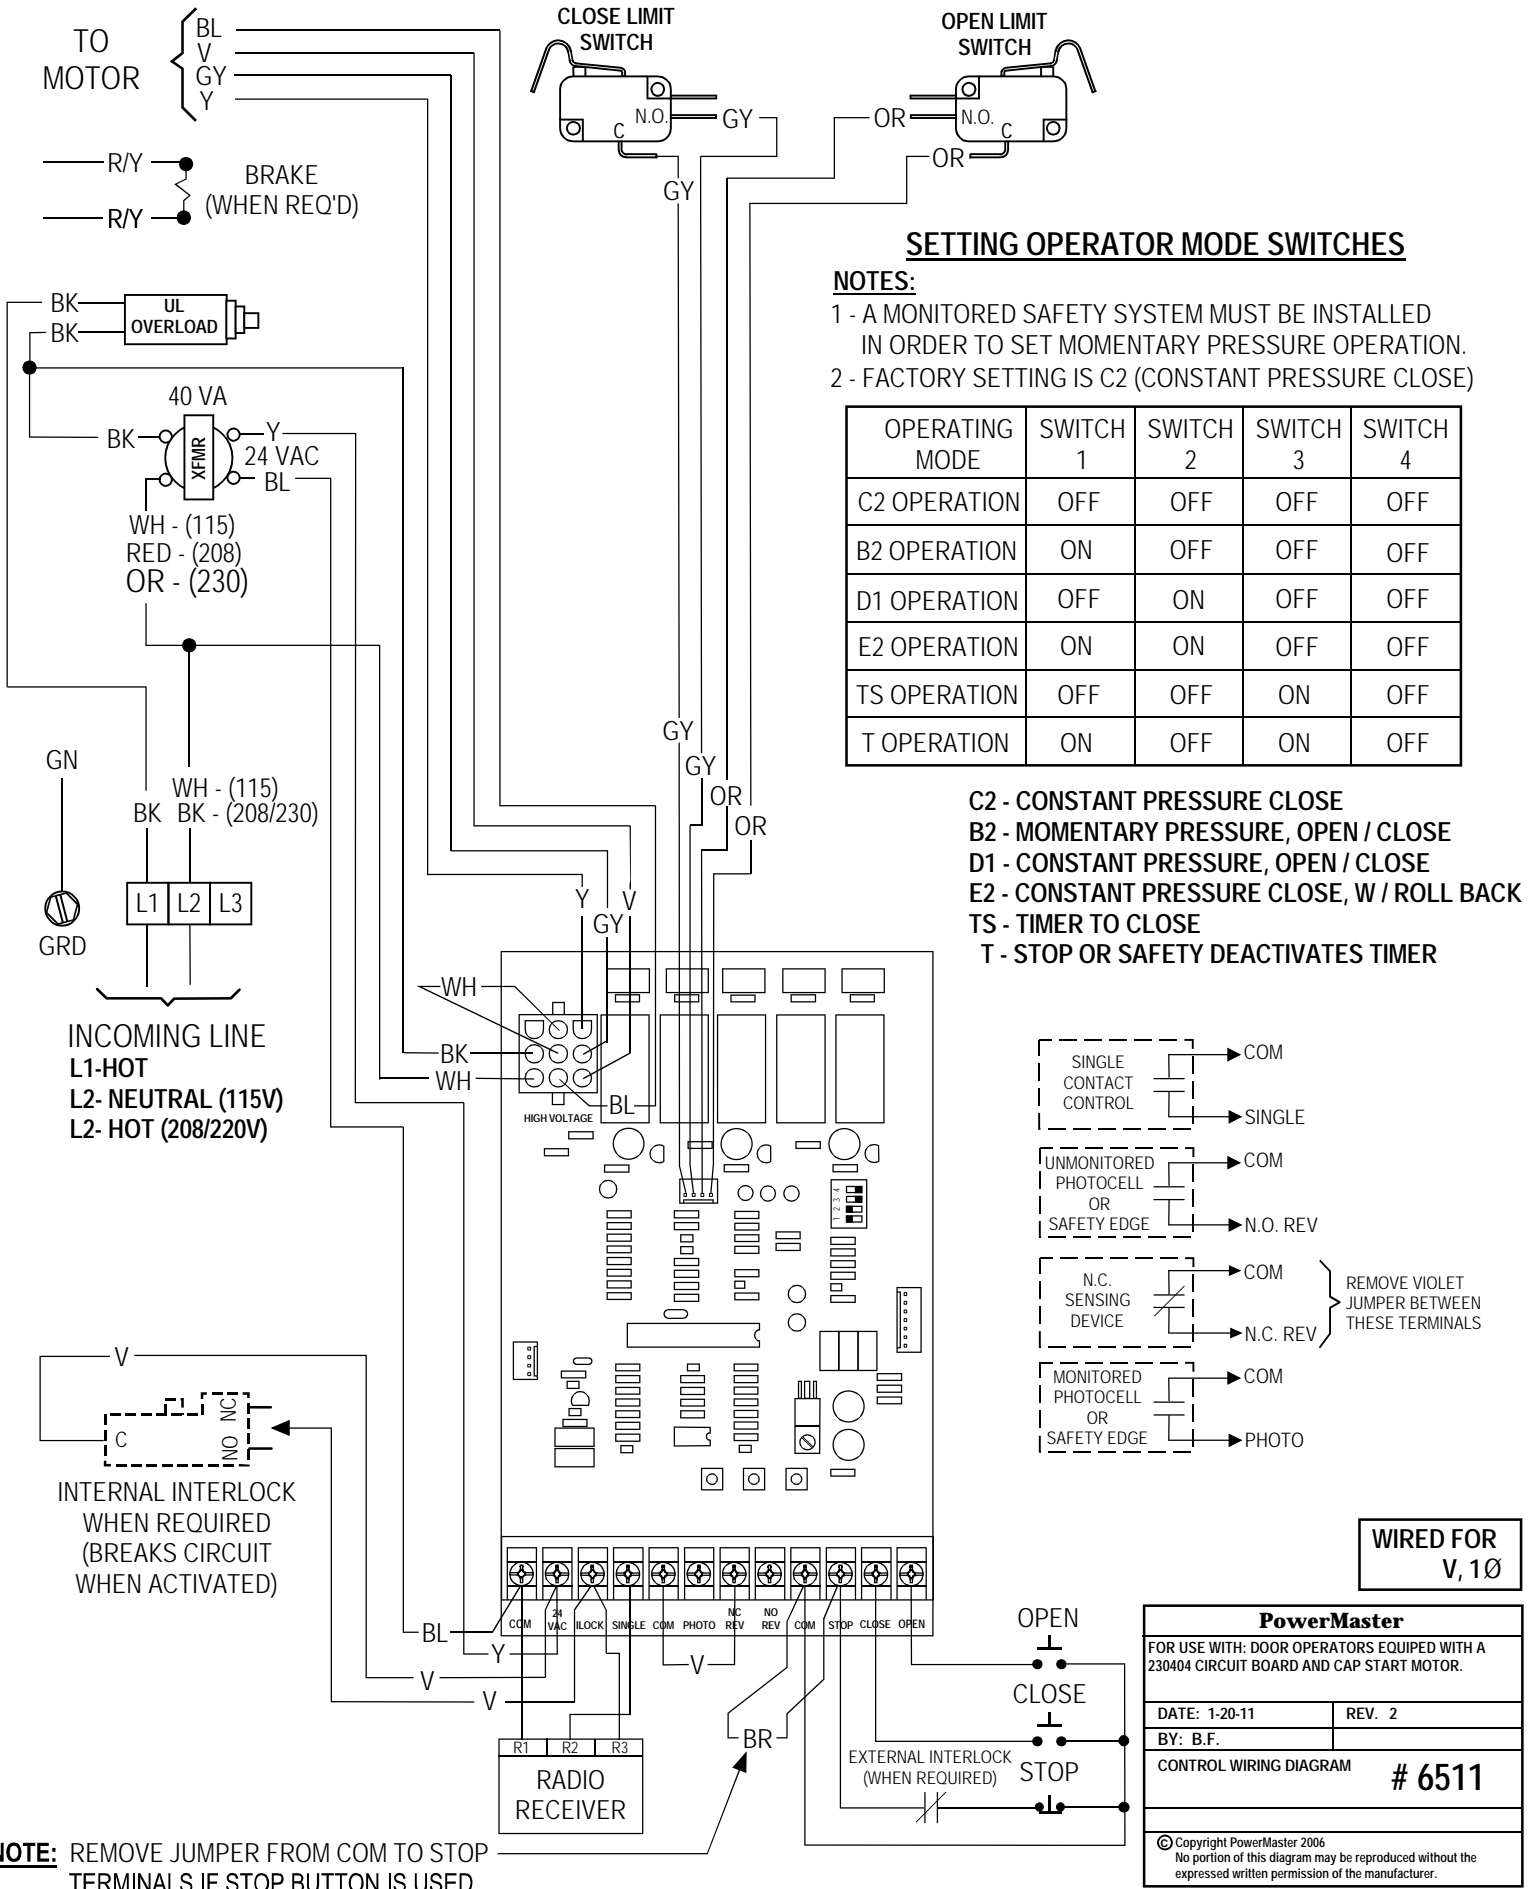 TO
MOTOR
BL
V
GY
Y
CLOSE LIMIT
SWITCH
OPEN LIMIT
SWITCH
N.O.
C
GY
GY
OR
OR
N.O.
C
R/Y
R/Y
BRAKE
(WHEN REQ'D)
BK
BK
UL
OVERLOAD
40 VA
BK
XFMR
Y
24 VAC
BL
WH - (115)
RED - (208)
OR - (230)
SETTING OPERATOR MODE SWITCHES
NOTES:
1 - A MONITORED SAFETY SYSTEM MUST BE INSTALLED
IN ORDER TO SET MOMENTARY PRESSURE OPERATION.
2 - FACTORY SETTING IS C2 (CONSTANT PRESSURE CLOSE)
OPERATING MODE SWITCH 1 SWITCH 2 SWITCH 3 SWITCH 4
C2 OPERATION OFF OFF OFF OFF
B2 OPERATION ON OFF OFF OFF
D1 OPERATION OFF ON OFF OFF
E2 OPERATION ON ON OFF OFF
TS OPERATION OFF OFF ON OFF
T OPERATION ON OFF ON OFF
C2 - CONSTANT PRESSURE CLOSE
B2 - MOMENTARY PRESSURE, OPEN / CLOSE
D1 - CONSTANT PRESSURE, OPEN / CLOSE
E2 - CONSTANT PRESSURE CLOSE, W / ROLL BACK
TS - TIMER TO CLOSE
T - STOP OR SAFETY DEACTIVATES TIMER
GY
GY
OR
OR
GN
GRD
WH - (115)
BK BK - (208/230)
L1 L2 L3
INCOMING LINE
L1-HOT
L2- NEUTRAL (115V)
L2- HOT (208/220V)
Y
GY
V
WH
BK
WH
BL
HIGH VOLTAGE
1 2 3 4
SINGLE
CONTACT
CONTROL
COM
SINGLE
UNMONITORED
PHOTOCELL
OR
SAFETY EDGE
COM
N.O. REV
N.C.
SENSING
DEVICE
COM
N.C. REV
REMOVE VIOLET
JUMPER BETWEEN
THESE TERMINALS
MONITORED
PHOTOCELL
OR
SAFETY EDGE
COM
PHOTO
V
C
NC
NO
INTERNAL INTERLOCK
WHEN REQUIRED
(BREAKS CIRCUIT
WHEN ACTIVATED)
COM 24 VAC ILOCK SINGLE COM PHOTO NC REV NO REV COM STOP CLOSE OPEN
BL
Y
V
V
V
BR
R1 R2 R3
RADIO
RECEIVER
OPEN
CLOSE
STOP
EXTERNAL INTERLOCK
(WHEN REQUIRED)
WIRED FOR
V, 1Ø
PowerMaster
FOR USE WITH: DOOR OPERATORS EQUIPED WITH A
230404 CIRCUIT BOARD AND CAP START MOTOR.
DATE: 1-20-11 REV. 2
BY: B.F.
CONTROL WIRING DIAGRAM # 6511
© Copyright PowerMaster 2006
No portion of this diagram may be reproduced without the
expressed written permission of the manufacturer.
NOTE: REMOVE JUMPER FROM COM TO STOP
TERMINALS IF STOP BUTTON IS USED